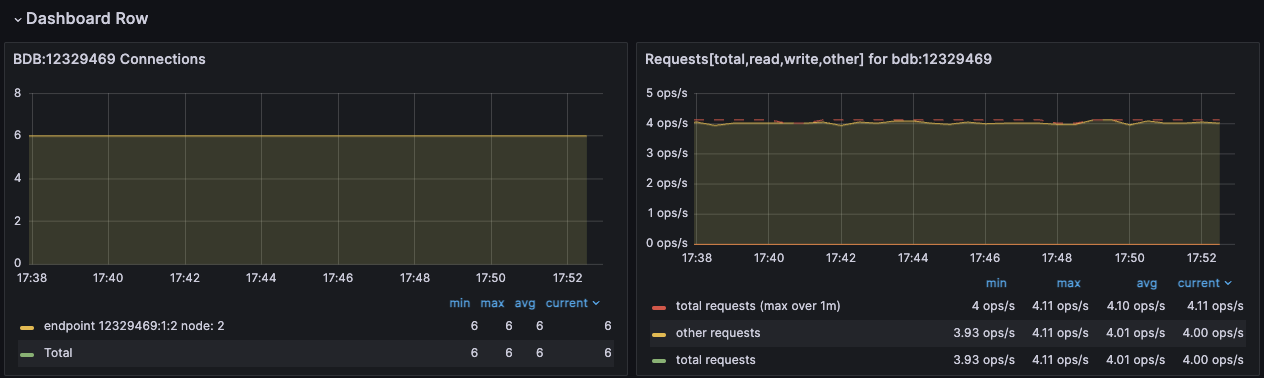 Dashboard Row
BDB:12329469 Connections
8
6
4
2
0
17:38 17:40 17:42 17:44 17:46 17:48 17:50 17:52
min max avg current
endpoint 12329469:1:2 node: 2 6 6 6 6
Total 6 6 6 6
Requests[total,read,write,other] for bdb:12329469
5 ops/s
4 ops/s
3 ops/s
2 ops/s
1 ops/s
0 ops/s
17:38 17:40 17:42 17:44 17:46 17:48 17:50 17:52
min max avg current
total requests (max over 1m) 4 ops/s 4.11 ops/s 4.10 ops/s 4.11 ops/s
other requests 3.93 ops/s 4.11 ops/s 4.01 ops/s 4.00 ops/s
total requests 3.93 ops/s 4.11 ops/s 4.01 ops/s 4.00 ops/s